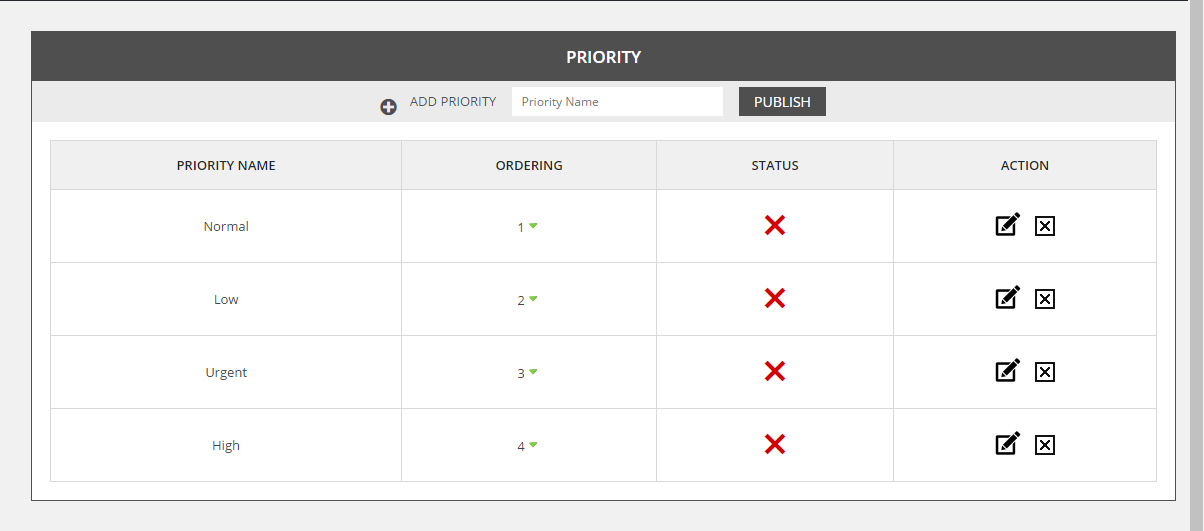 PRIORITY
ADD PRIORITY Priority Name PUBLISH
PRIORITY NAME ORDERING STATUS ACTION
Normal 1
Low 2
Urgent 3
High 4